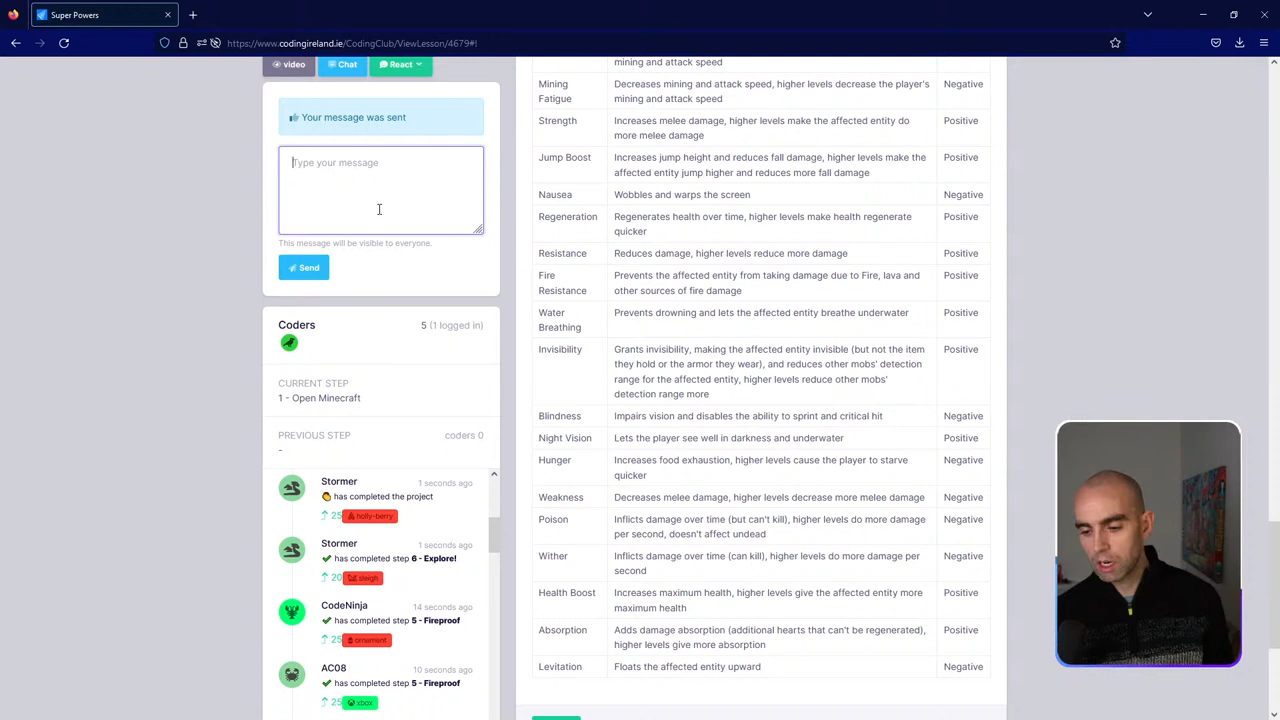 Super Powers
https://www.codingireland.ie/CodingClub/ViewLesson/4679#!
video
Chat
React
Your message was sent
Type your message
This message will be visible to everyone.
Send
Coders
5 (1 logged in)
CURRENT STEP
1 - Open Minecraft
PREVIOUS STEP
coders 0
-
Stormer
1 seconds ago
has completed the project
25
holly-berry
Stormer
1 seconds ago
has completed step 6 - Explore!
20
sleigh
CodeNinja
14 seconds ago
has completed step 5 - Fireproof
25
ornament
AC08
10 seconds ago
has completed step 5 - Fireproof
25
xbox
mining and attack speed
Mining
Fatigue
Decreases mining and attack speed, higher levels decrease the player's
mining and attack speed
Negative
Strength
Increases melee damage, higher levels make the affected entity do
more melee damage
Positive
Jump Boost
Increases jump height and reduces fall damage, higher levels make the
affected entity jump higher and reduces more fall damage
Positive
Nausea
Wobbles and warps the screen
Negative
Regeneration
Regenerates health over time, higher levels make health regenerate
quicker
Positive
Resistance
Reduces damage, higher levels reduce more damage
Positive
Fire
Resistance
Prevents the affected entity from taking damage due to Fire, lava and
other sources of fire damage
Positive
Water
Breathing
Prevents drowning and lets the affected entity breathe underwater
Positive
Invisibility
Grants invisibility, making the affected entity invisible (but not the item
they hold or the armor they wear), and reduces other mobs' detection
range for the affected entity, higher levels reduce other mobs'
detection range more
Positive
Blindness
Impairs vision and disables the ability to sprint and critical hit
Negative
Night Vision
Lets the player see well in darkness and underwater
Positive
Hunger
Increases food exhaustion, higher levels cause the player to starve
quicker
Negative
Weakness
Decreases melee damage, higher levels decrease more melee damage
Negative
Poison
Inflicts damage over time (but can't kill), higher levels do more damage
per second, doesn't affect undead
Negative
Wither
Inflicts damage over time (can kill), higher levels do more damage per
second
Negative
Health Boost
Increases maximum health, higher levels give the affected entity more
maximum health
Positive
Absorption
Adds damage absorption (additional hearts that can't be regenerated),
higher levels give more absorption
Positive
Levitation
Floats the affected entity upward
Negative